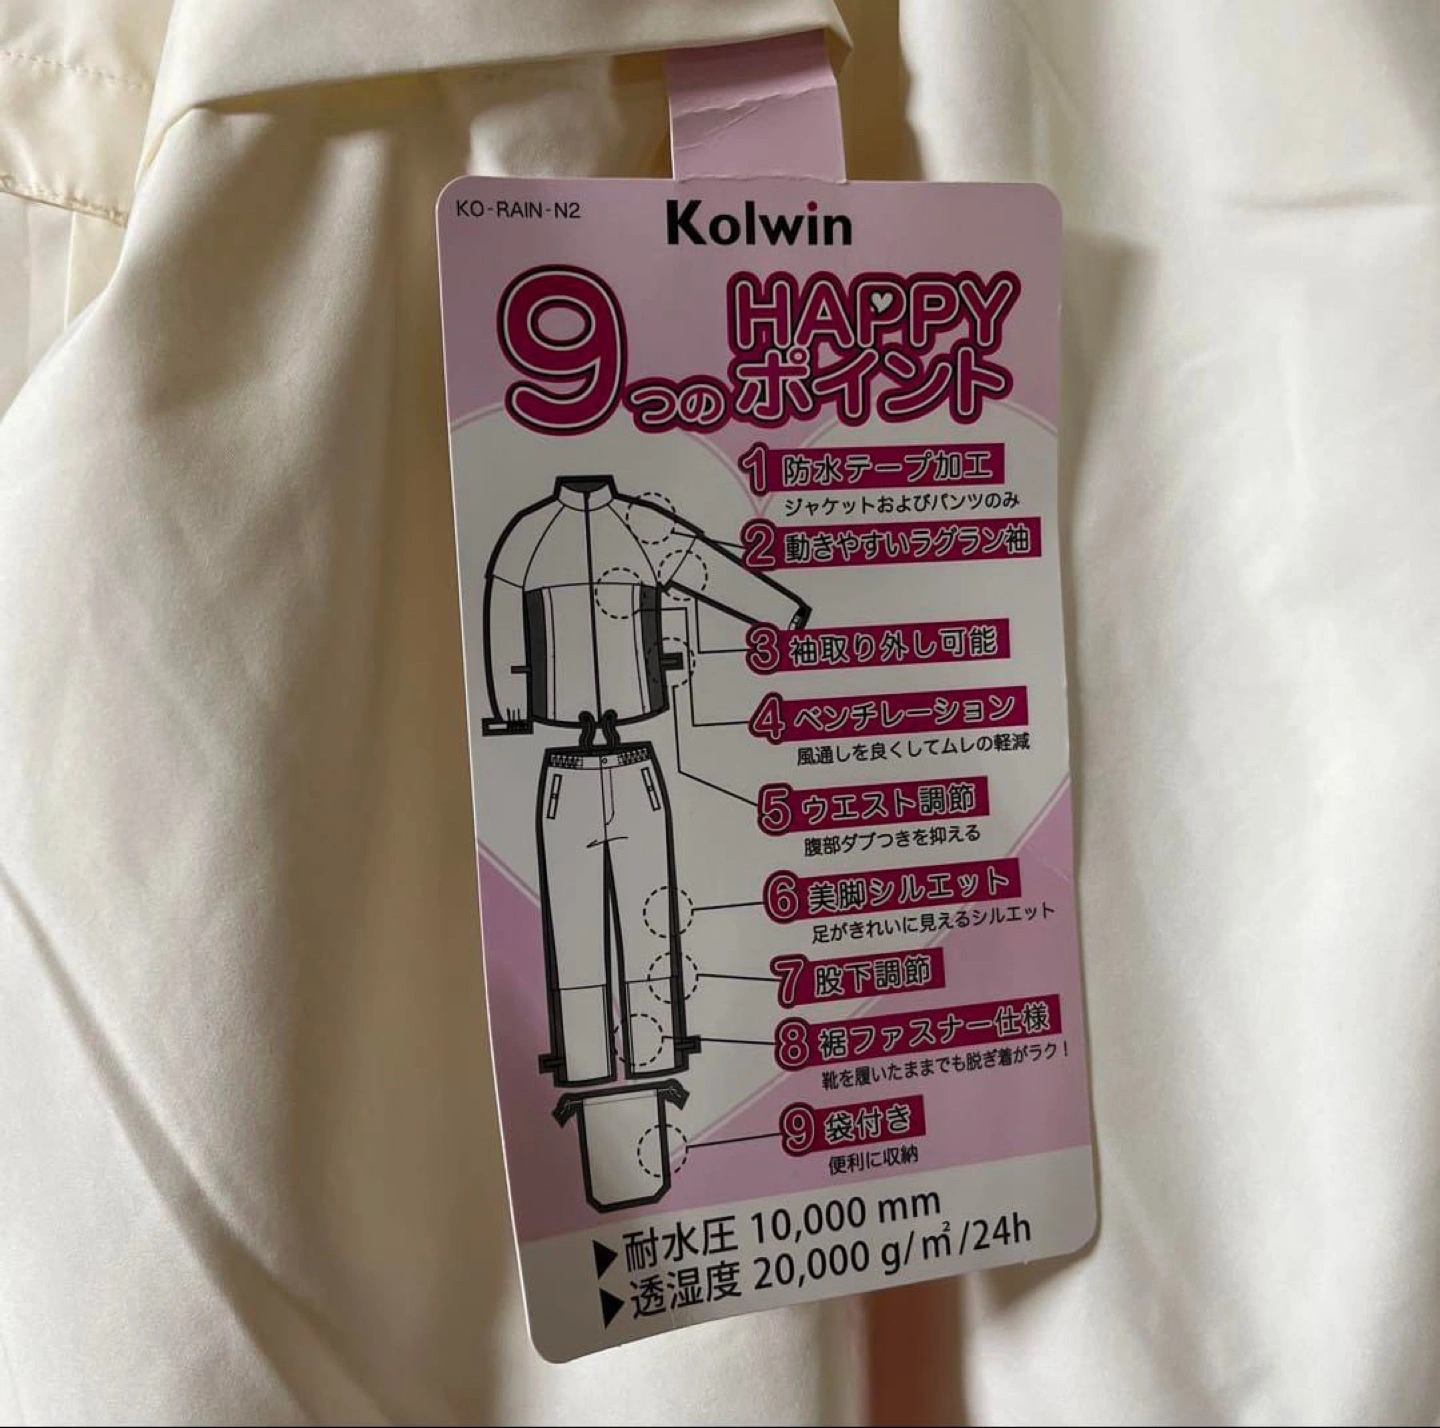 KO-RAIN-N2
Kolwin
9つのHAPPYポイント
1 防水テープ加工
ジャケットおよびパンツのみ
2 動きやすいラグラン袖
3 袖取り外し可能
4 ベンチレーション
風通しを良くしてムレの軽減
5 ウエスト調節
腹部ダブつきを抑える
6 美脚シルエット
足がきれいに見えるシルエット
7 股下調節
8 裾ファスナー仕様
靴を履いたままでも脱ぎ着がラク!
9 袋付き
便利に収納
▶耐水圧 10,000 mm
▶透湿度 20,000 g/㎡/24h